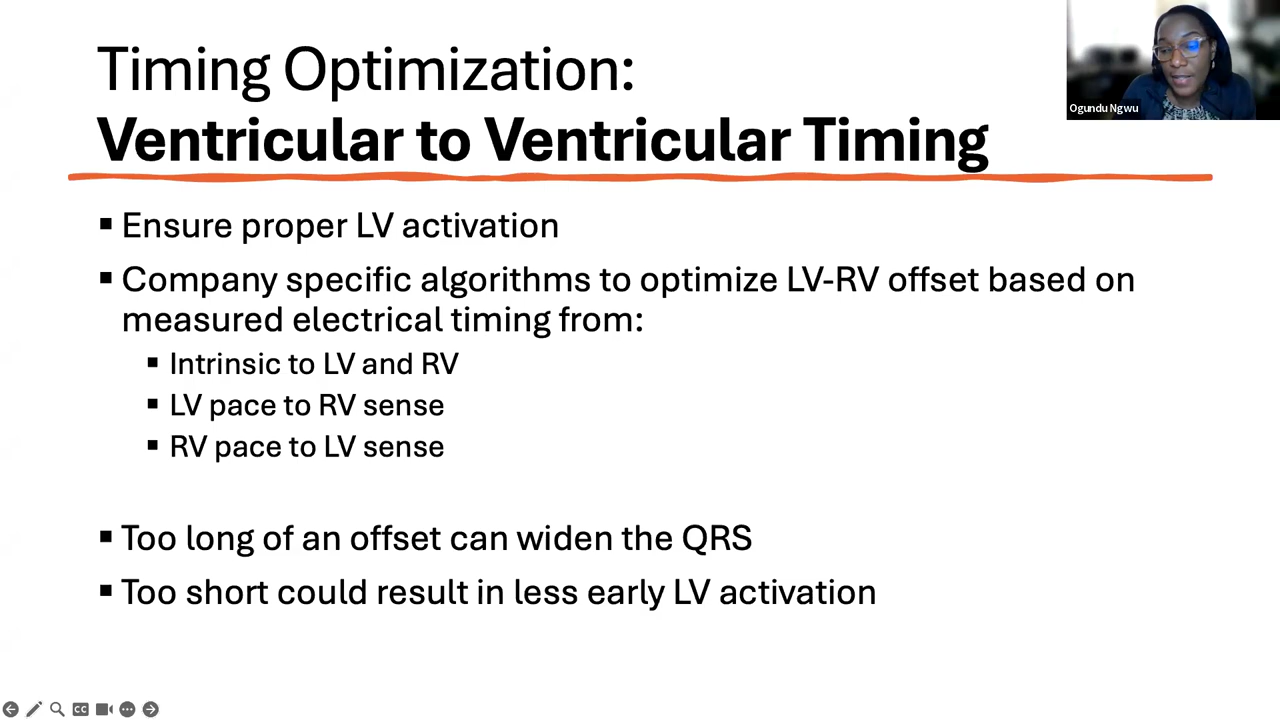 Timing Optimization:
Ventricular to Ventricular Timing
Ogundu Ngwu
▪ Ensure proper LV activation
▪ Company specific algorithms to optimize LV-RV offset based on
measured electrical timing from:
▪ Intrinsic to LV and RV
▪ LV pace to RV sense
▪ RV pace to LV sense
▪ Too long of an offset can widen the QRS
▪ Too short could result in less early LV activation
CC